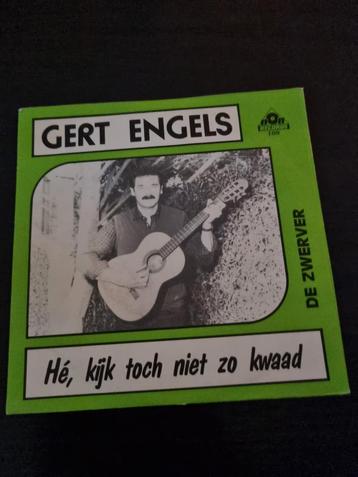 GERT ENGELS
DE ZWERVER
Hé, kijk toch niet zo kwaad